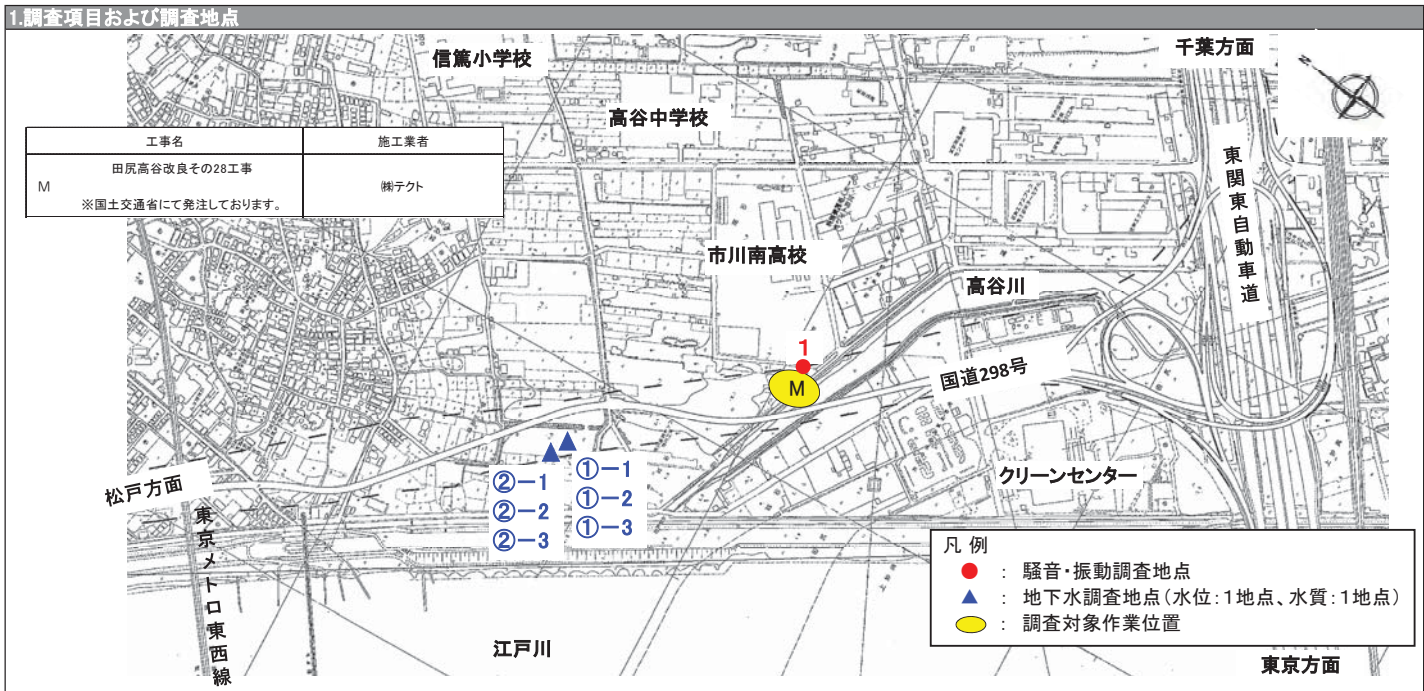 1.調査項目および調査地点
信篤小学校
千葉方面
高谷中学校
工事名
施工業者
M
田尻高谷改良その28工事
※国土交通省にて発注しております。
㈱テクト
東関東自動車道
市川南高校
高谷川
1
M
国道298号
クリーンセンター
松戸方面
②－1
②－2
②－3
①－1
①－2
①－3
東京メトロ東西線
江戸川
凡 例
： 騒音・振動調査地点
： 地下水調査地点(水位:1地点、水質:1地点)
： 調査対象作業位置
東京方面